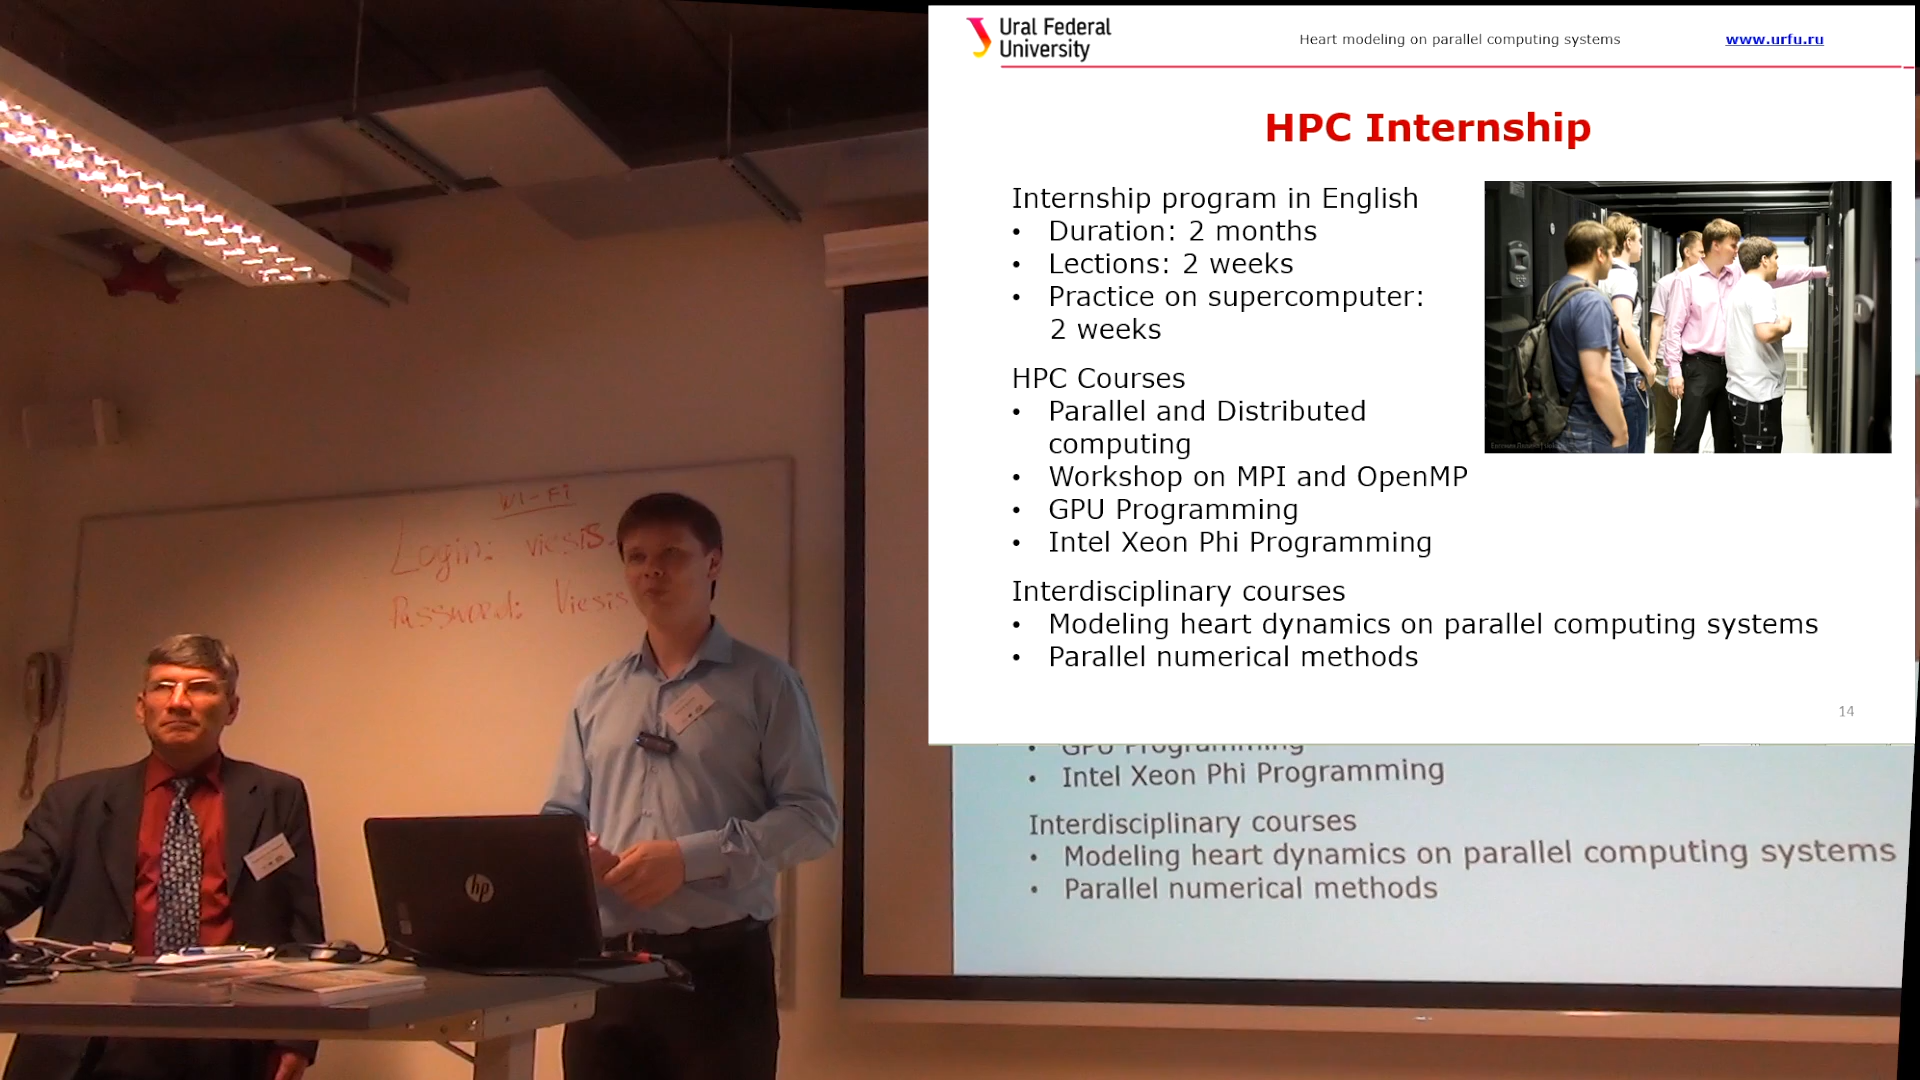 Ural Federal
University
Heart modeling on parallel computing systems
www.urfu.ru
HPC Internship
Internship program in English
• Duration: 2 months
• Lections: 2 weeks
• Practice on supercomputer:
2 weeks
HPC Courses
• Parallel and Distributed
computing
• Workshop on MPI and OpenMP
• GPU Programming
• Intel Xeon Phi Programming
Interdisciplinary courses
• Modeling heart dynamics on parallel computing systems
• Parallel numerical methods
14
WI-FI
Login: viesis
Password: Viesis
hp
• GPU Programming
• Intel Xeon Phi Programming
Interdisciplinary courses
• Modeling heart dynamics on parallel computing systems
• Parallel numerical methods